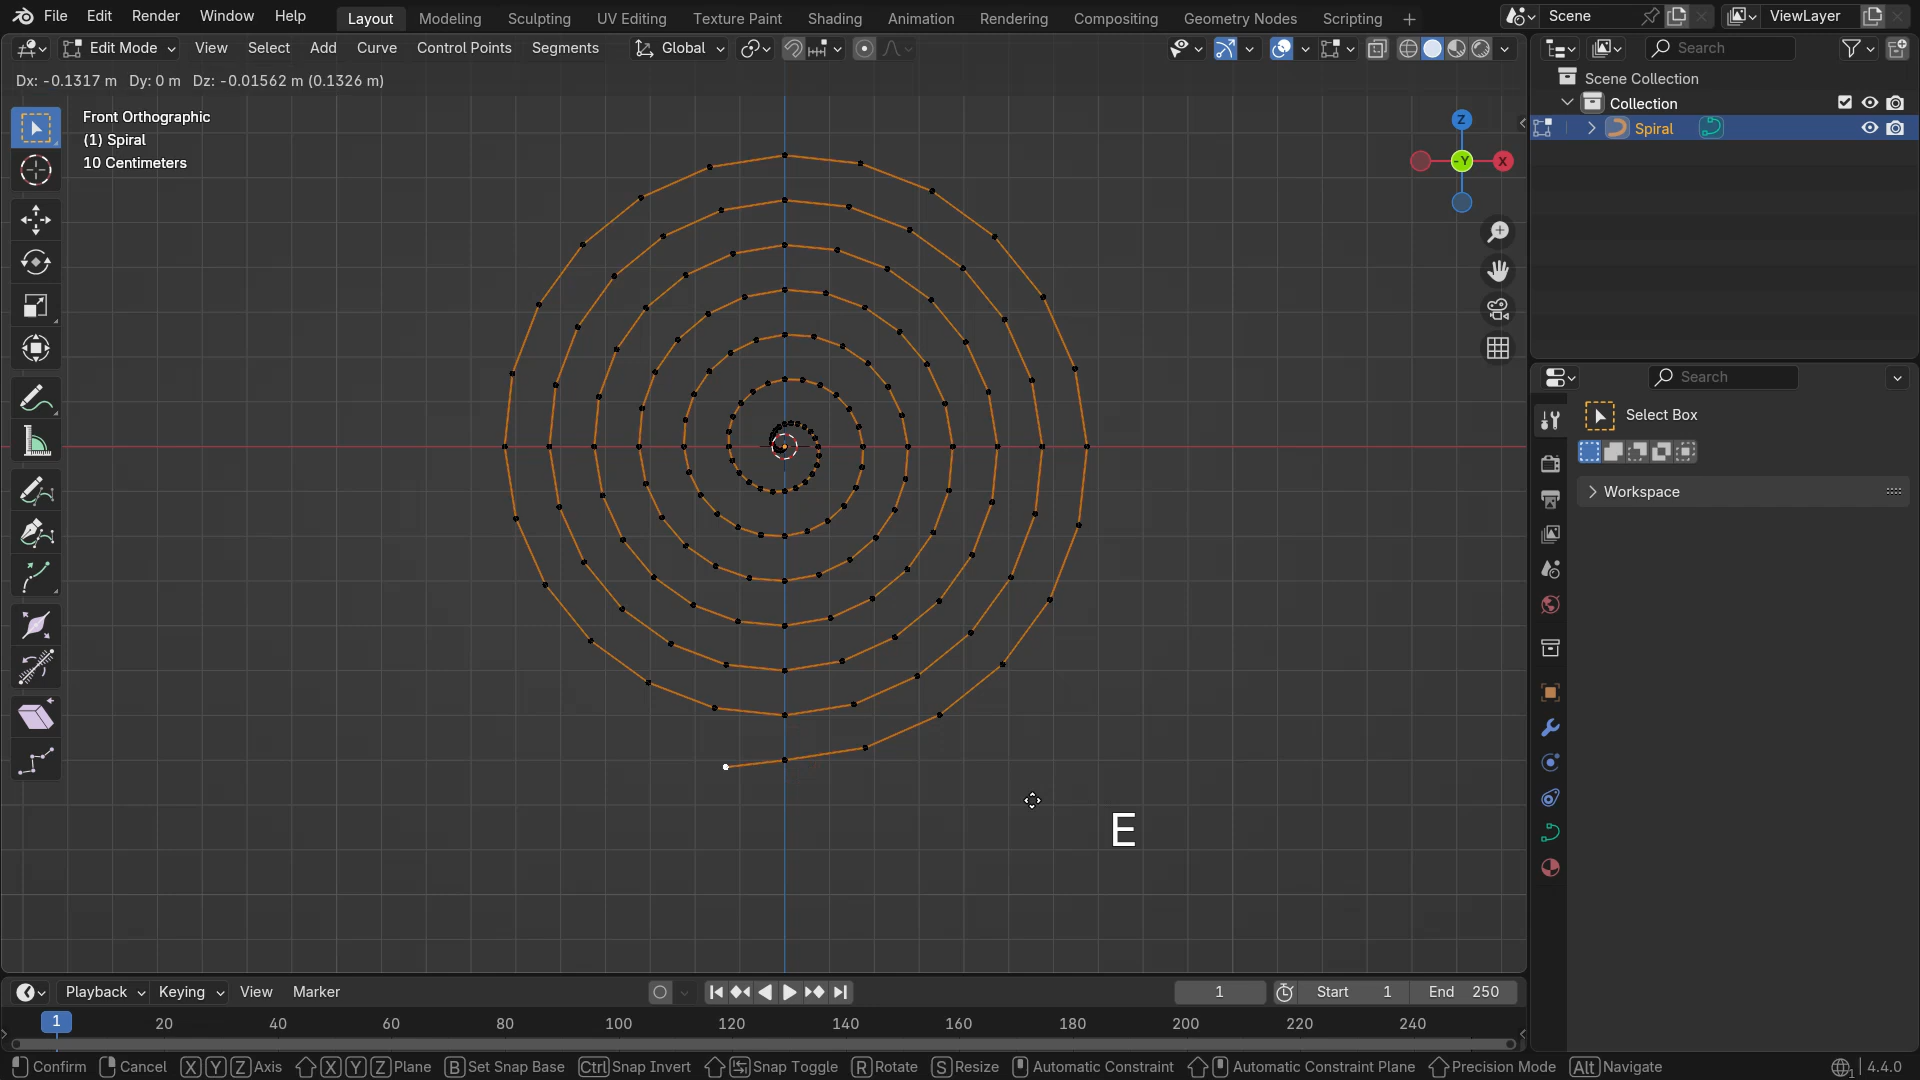 File Edit Render Window Help Layout Modeling Sculpting UV Editing Texture Paint Shading Animation Rendering Compositing Geometry Nodes Scripting + Scene ViewLayer
Edit Mode View Select Add Curve Control Points Segments Global Search
Dx: -0.1317 m Dy: 0 m Dz: -0.01562 m (0.1326 m)
Scene Collection
Collection
Spiral
Front Orthographic
(1) Spiral
10 Centimeters
Z
-Y X
Search
Select Box
Workspace
E
Playback Keying View Marker 1 Start 1 End 250
1 20 40 60 80 100 120 140 160 180 200 220 240
Confirm Cancel X Y Z Axis X Y Z Plane B Set Snap Base Ctrl Snap Invert Snap Toggle R Rotate S Resize Automatic Constraint Automatic Constraint Plane Precision Mode Alt Navigate 4.4.0